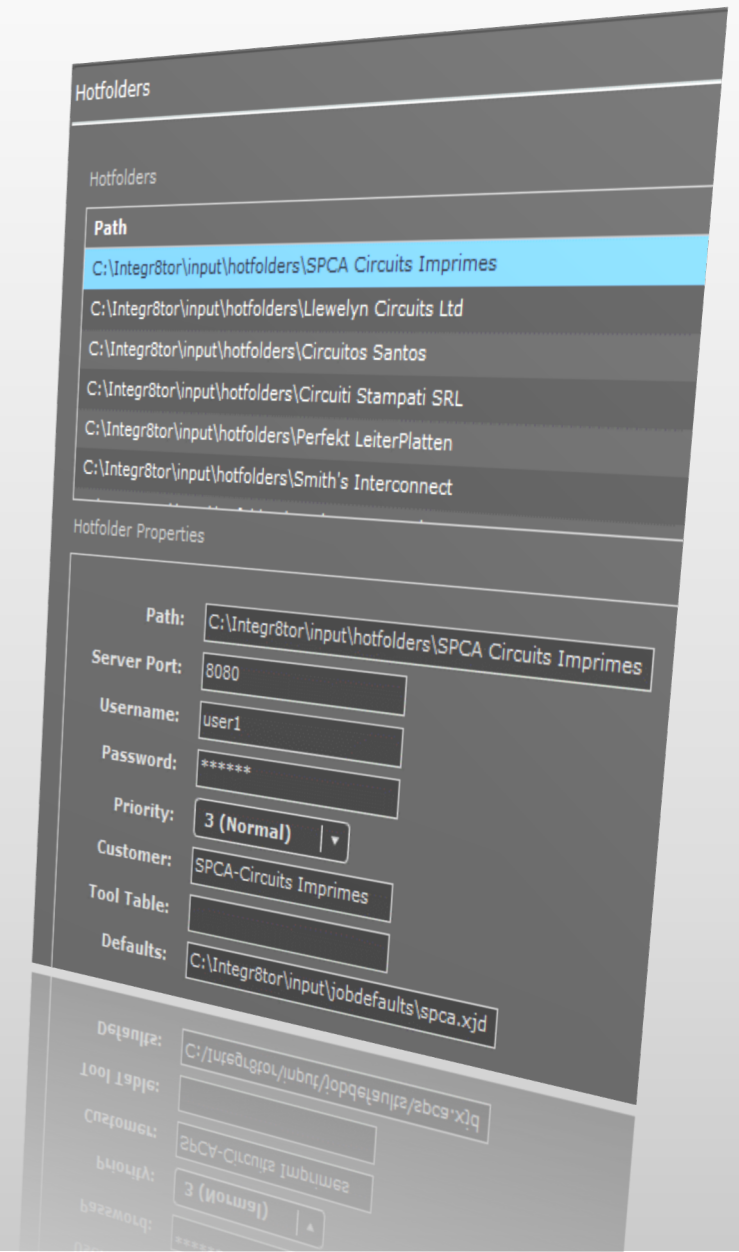 Hotfolders
Hotfolders
Path
C:\Integr8tor\input\hotfolders\SPCA Circuits Imprimes
C:\Integr8tor\input\hotfolders\Llewelyn Circuits Ltd
C:\Integr8tor\input\hotfolders\Circuitos Santos
C:\Integr8tor\input\hotfolders\Circuiti Stampati SRL
C:\Integr8tor\input\hotfolders\Perfekt LeiterPlatten
C:\Integr8tor\input\hotfolders\Smith's Interconnect
Hotfolder Properties
Path: C:\Integr8tor\input\hotfolders\SPCA Circuits Imprimes
Server Port: 8080
Username: user1
Password: ******
Priority: 3 (Normal)
Customer: SPCA-Circuits Imprimes
Tool Table:
Defaults: C:\Integr8tor\input\jobdefaults\spca.xjd